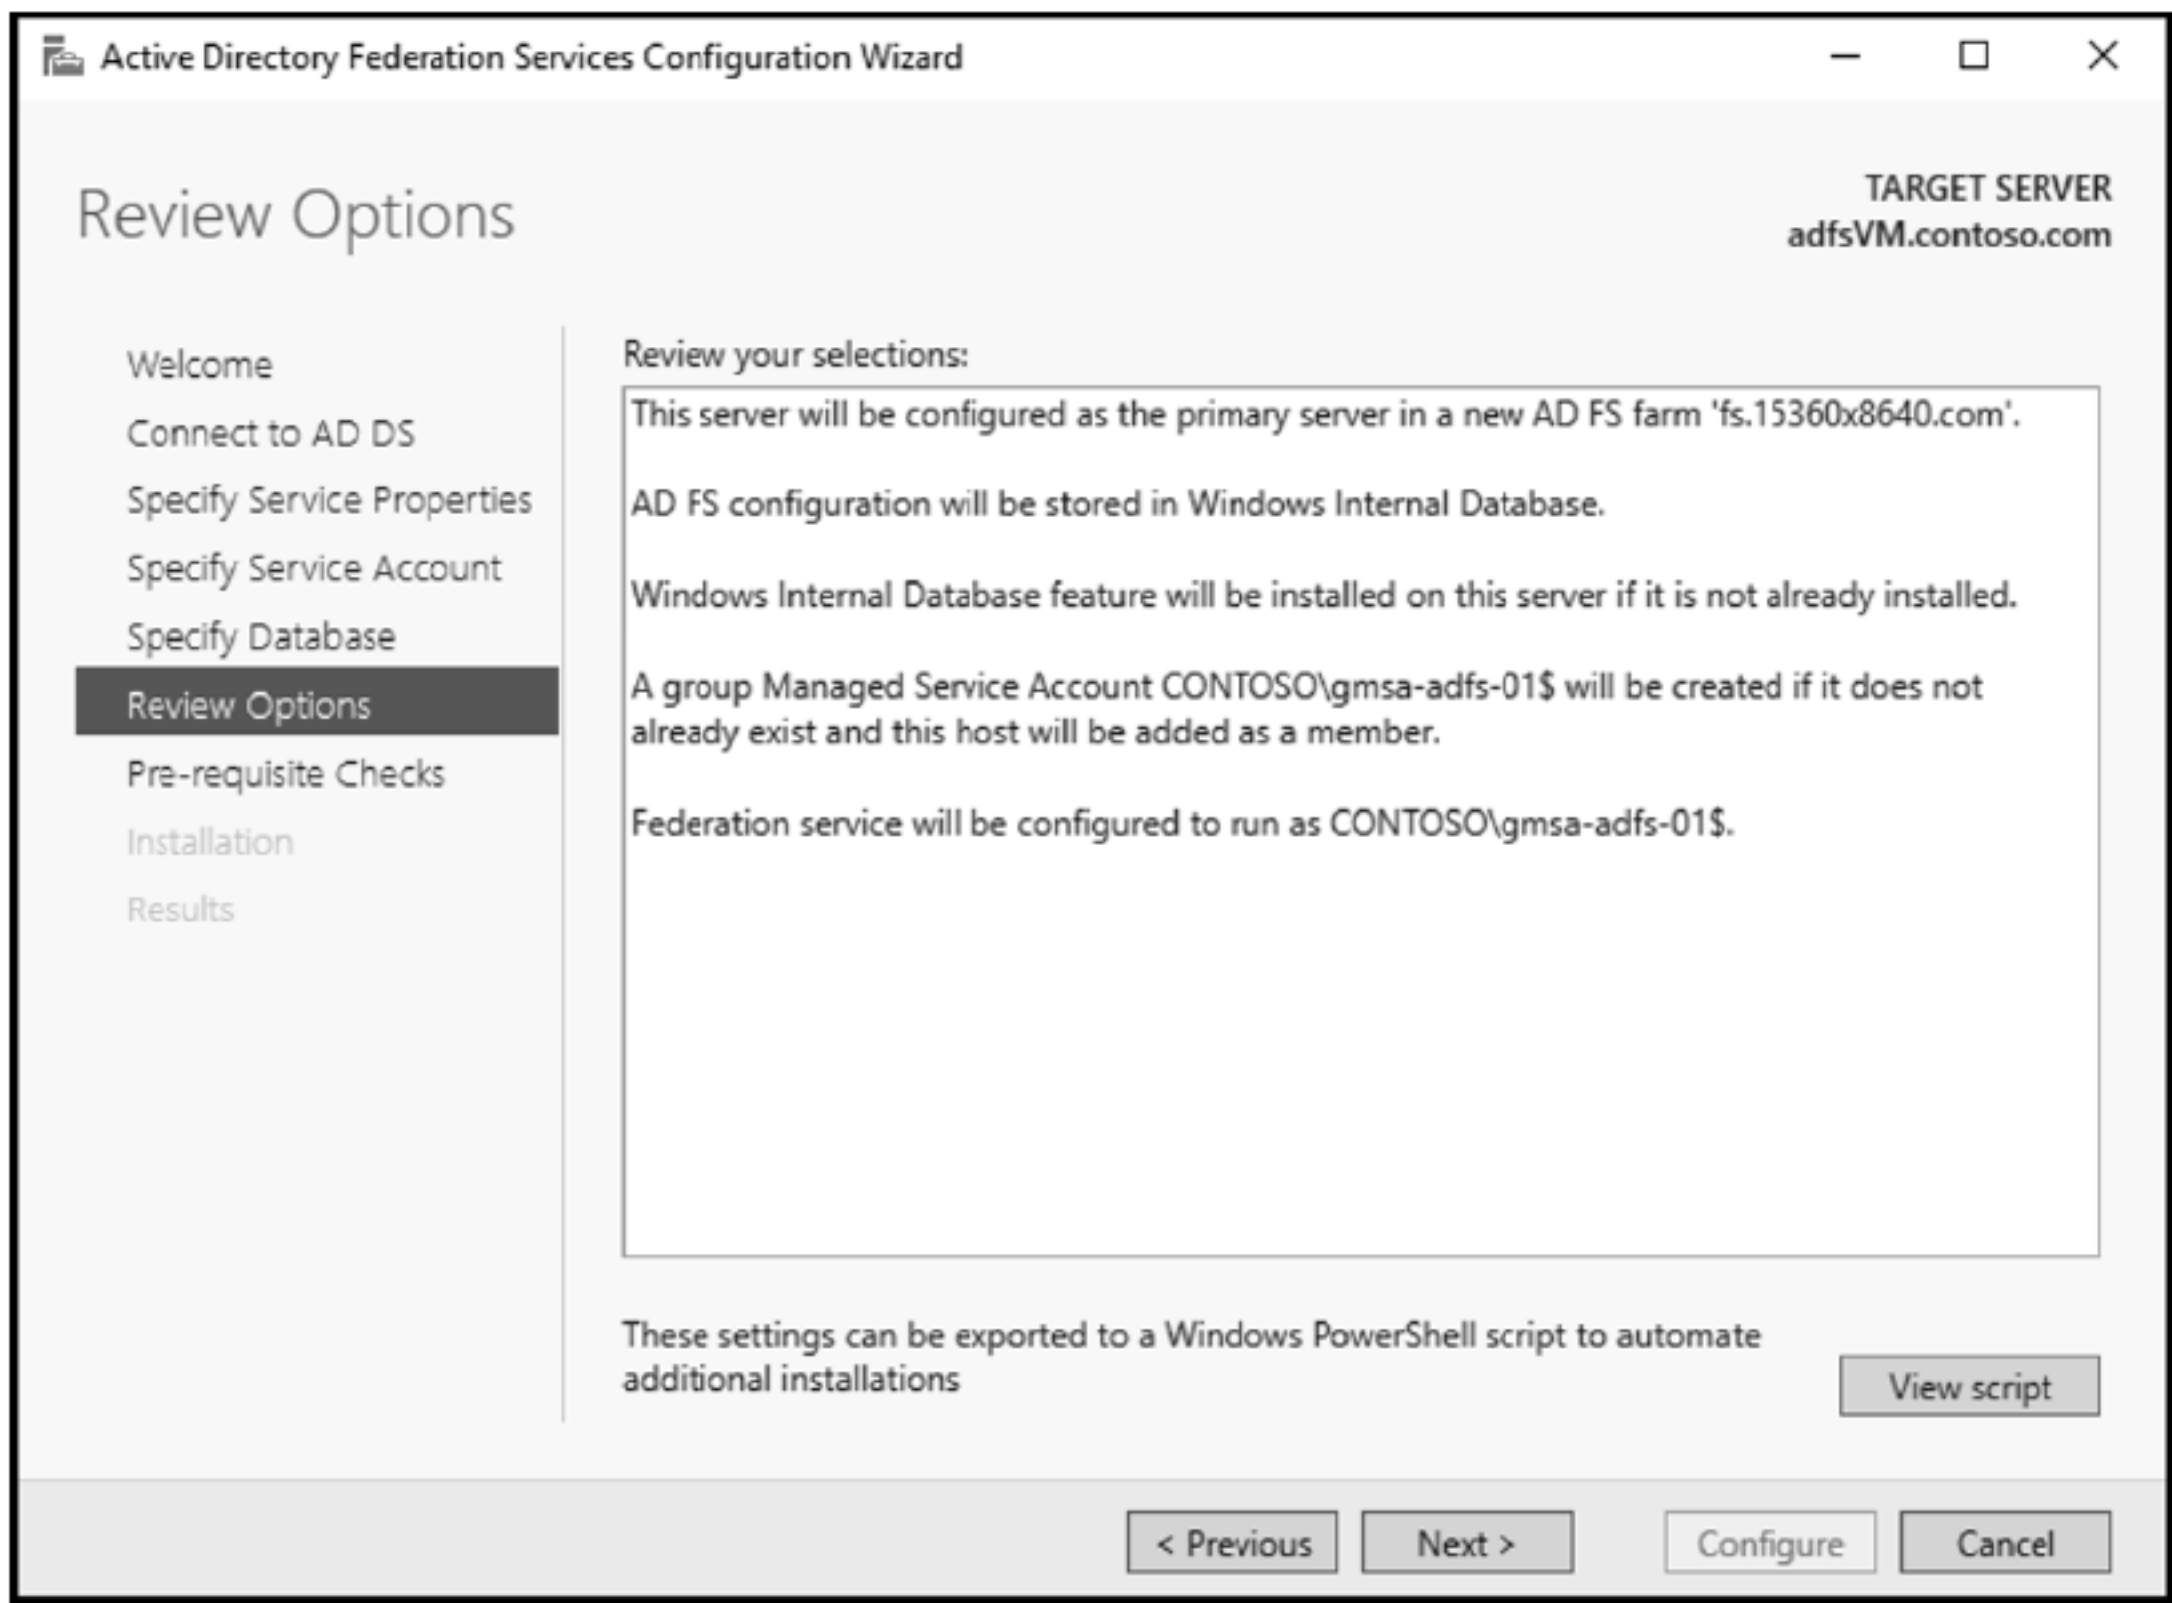 Active Directory Federation Services Configuration Wizard
Review Options
TARGET SERVER
adfsVM.contoso.com
Welcome
Connect to AD DS
Specify Service Properties
Specify Service Account
Specify Database
Review Options
Pre-requisite Checks
Installation
Results
Review your selections:
This server will be configured as the primary server in a new AD FS farm 'fs.15360x8640.com'.
AD FS configuration will be stored in Windows Internal Database.
Windows Internal Database feature will be installed on this server if it is not already installed.
A group Managed Service Account CONTOSO\gmsa-adfs-01$ will be created if it does not
already exist and this host will be added as a member.
Federation service will be configured to run as CONTOSO\gmsa-adfs-01$.
These settings can be exported to a Windows PowerShell script to automate
additional installations
View script
< Previous
Next >
Configure
Cancel